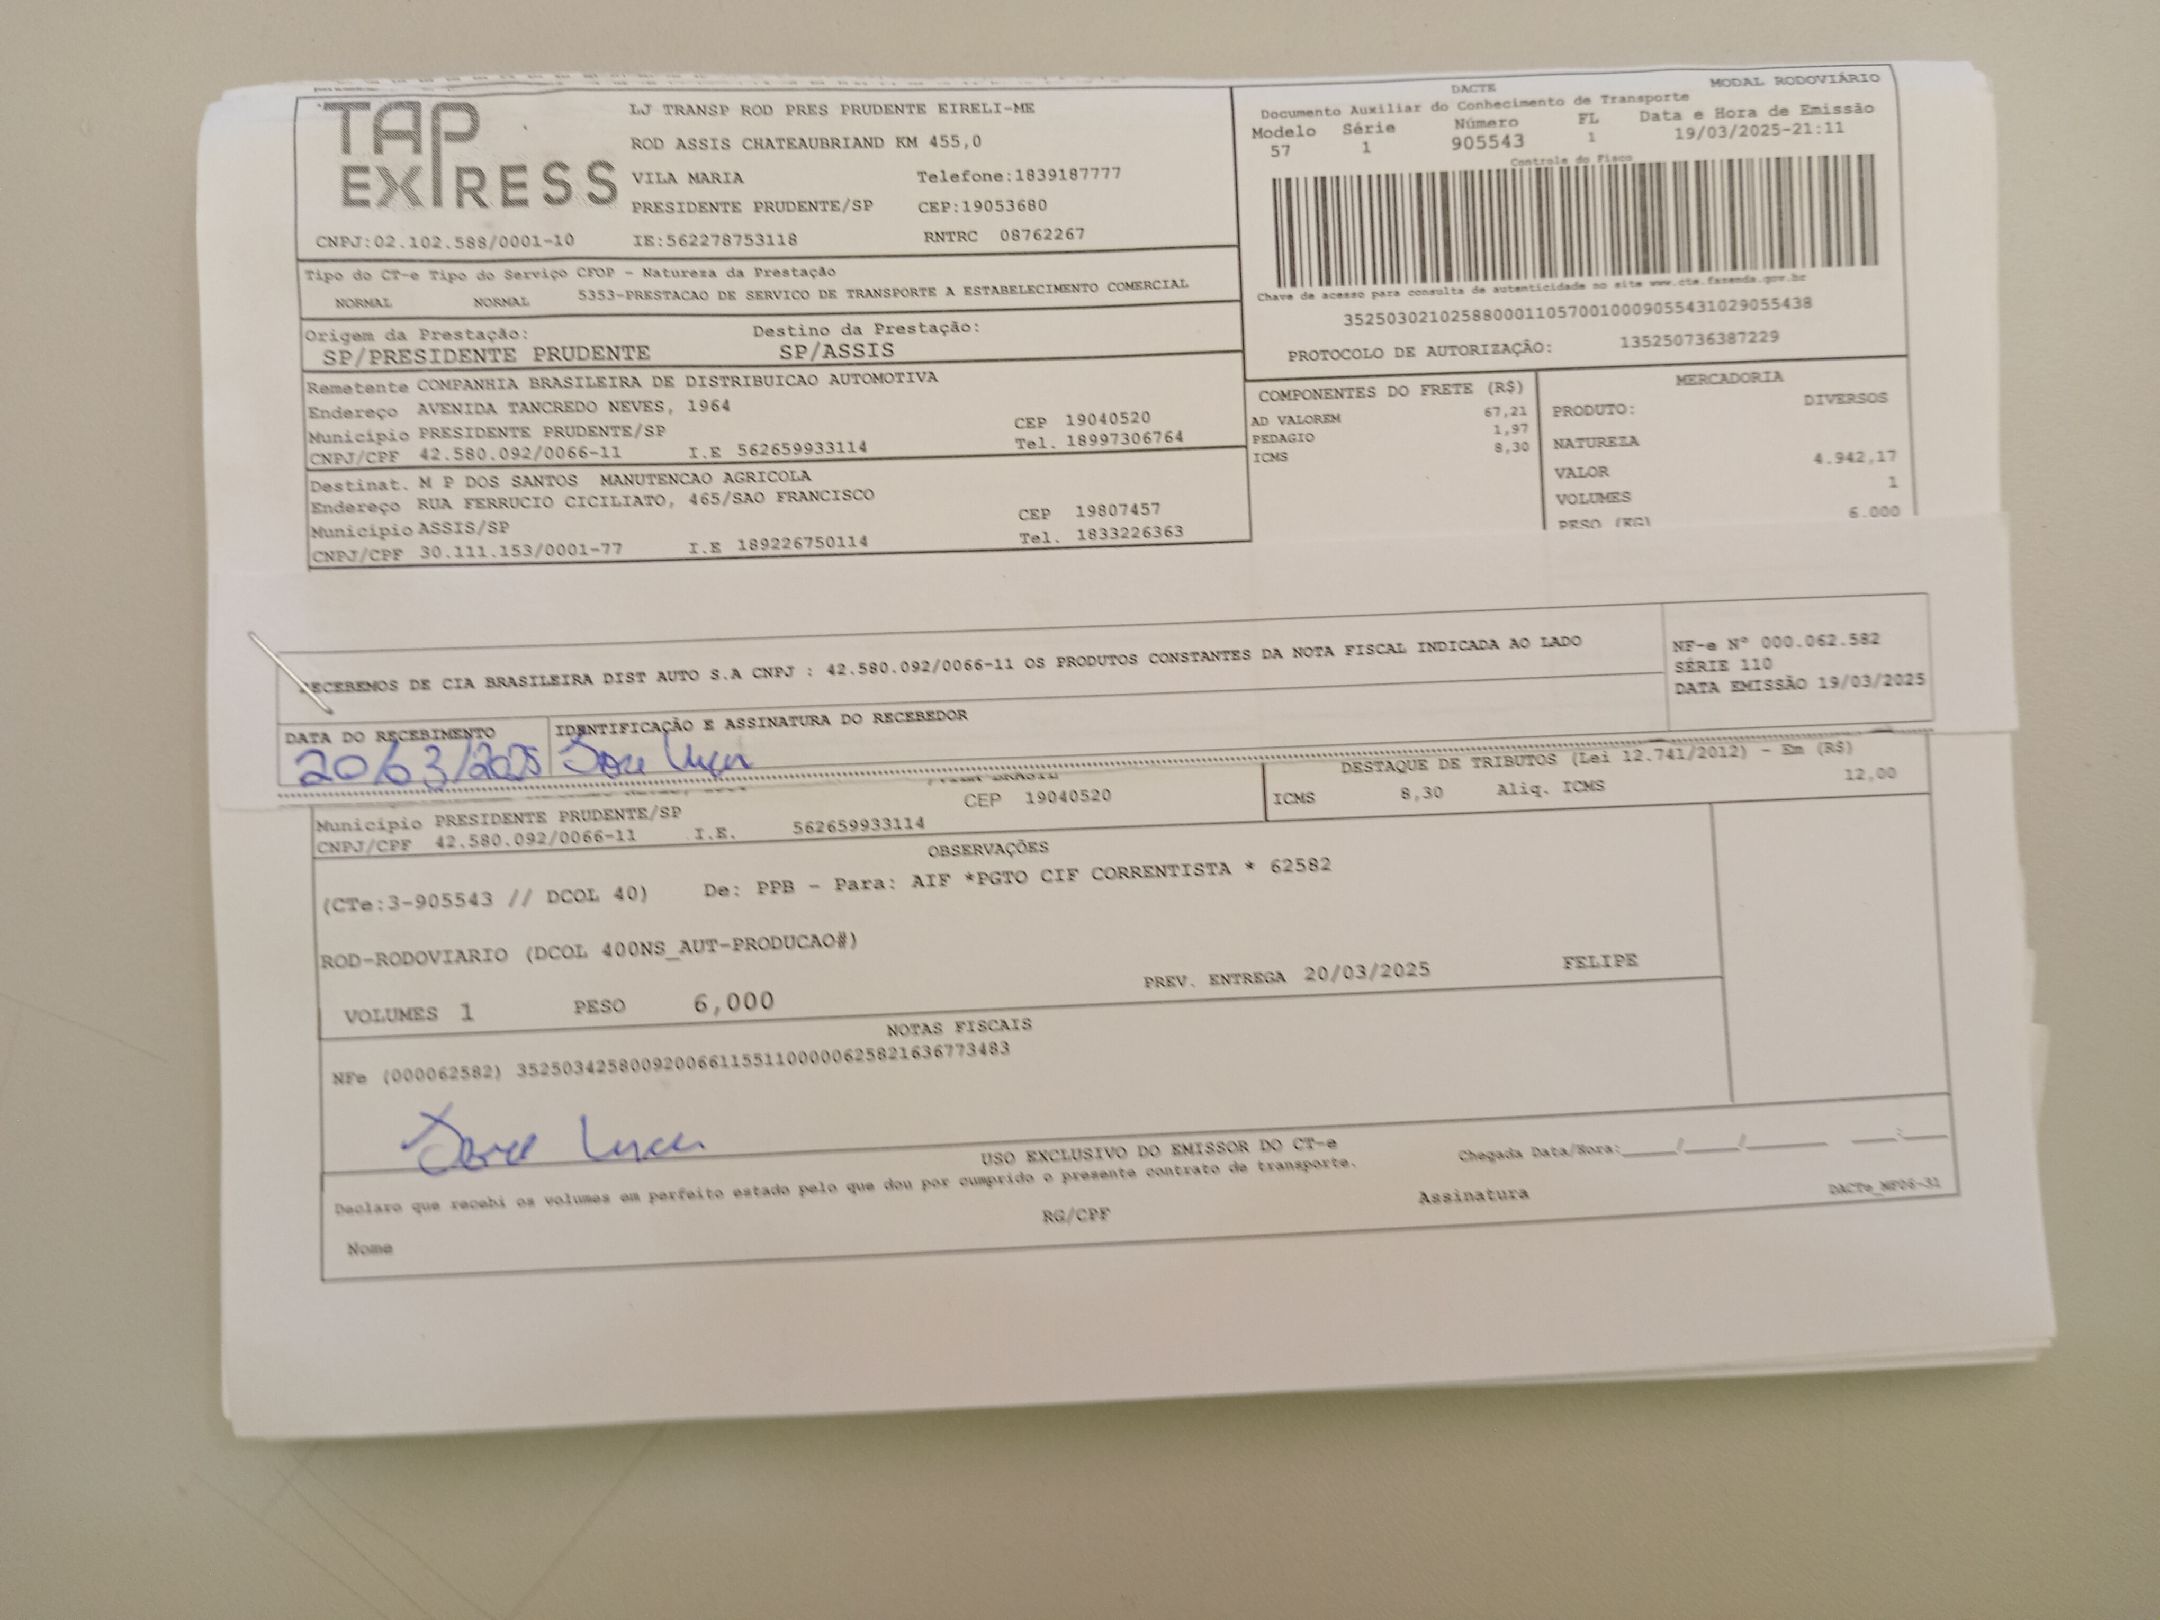 TAP
EXPRESS
LJ TRANSP ROD PRES PRUDENTE EIRELI-ME
ROD ASSIS CHATEAUBRIAND KM 455,0
VILA MARIA Telefone:1839187777
PRESIDENTE PRUDENTE/SP CEP:19053680
CNPJ:02.102.588/0001-10 IE:562278753118 RNTRC 08762267
DACTE MODAL RODOVIÁRIO
Documento Auxiliar do Conhecimento de Transporte
Modelo Série Número FL Data e Hora de Emissão
57 1 905543 1 19/03/2025-21:11
Controle do Fisco
Chave de acesso para consulta de autenticidade no site www.cte.fazenda.gov.br
35250302102588000110570010009055431029055438
PROTOCOLO DE AUTORIZAÇÃO: 135250736387229
Tipo do CT-e Tipo do Serviço CFOP - Natureza da Prestação
NORMAL NORMAL 5353-PRESTACAO DE SERVICO DE TRANSPORTE A ESTABELECIMENTO COMERCIAL
Origem da Prestação: Destino da Prestação:
SP/PRESIDENTE PRUDENTE SP/ASSIS
Remetente COMPANHIA BRASILEIRA DE DISTRIBUICAO AUTOMOTIVA
Endereço AVENIDA TANCREDO NEVES, 1964
Município PRESIDENTE PRUDENTE/SP CEP 19040520
CNPJ/CPF 42.580.092/0066-11 I.E 562659933114 Tel. 18997306764
Destinat. M P DOS SANTOS MANUTENCAO AGRICOLA
Endereço RUA FERRUCIO CICILIATO, 465/SAO FRANCISCO
Município ASSIS/SP CEP 19807457
CNPJ/CPF 30.111.153/0001-77 I.E 189226750114 Tel. 1833226363
COMPONENTES DO FRETE (R$)
AD VALOREM 67,21
PEDAGIO 1,97
ICMS 8,30
MERCADORIA
PRODUTO: DIVERSOS
NATUREZA
VALOR 4.942,17
VOLUMES 1
PESO (KG) 6.000
RECEBEMOS DE CIA BRASILEIRA DIST AUTO S.A CNPJ : 42.580.092/0066-11 OS PRODUTOS CONSTANTES DA NOTA FISCAL INDICADA AO LADO
NF-e Nº 000.062.582
SÉRIE 110
DATA EMISSÃO 19/03/2025
DATA DO RECEBIMENTO IDENTIFICAÇÃO E ASSINATURA DO RECEBEDOR
20/03/2025
DESTAQUE DE TRIBUTOS (Lei 12.741/2012) - Em (R$)
ICMS 8,30 Aliq. ICMS 12,00
CEP 19040520
Município PRESIDENTE PRUDENTE/SP
CNPJ/CPF 42.580.092/0066-11 I.E. 562659933114
OBSERVAÇÕES
(CTe:3-905543 // DCOL 40) De: PPB - Para: AIF *PGTO CIF CORRENTISTA * 62582
ROD-RODOVIARIO (DCOL 400NS_AUT-PRODUCAO#)
PREV. ENTREGA 20/03/2025 FELIPE
VOLUMES 1 PESO 6,000
NOTAS FISCAIS
NFe (000062582) 35250342580092006611551100000625821636773483
USO EXCLUSIVO DO EMISSOR DO CT-e
Chegada Data/Hora:____/____/______ ___:___
Declaro que recebi os volumes em perfeito estado pelo que dou por cumprido o presente contrato de transporte.
Nome RG/CPF Assinatura